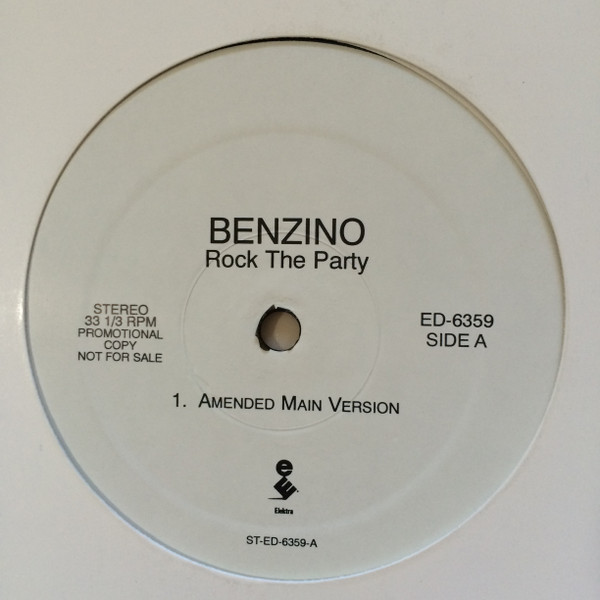 BENZINO
Rock The Party
STEREO
33 1/3 RPM
PROMOTIONAL
COPY
NOT FOR SALE
ED-6359
SIDE A
1. AMENDED MAIN VERSION
Elektra
ST-ED-6359-A